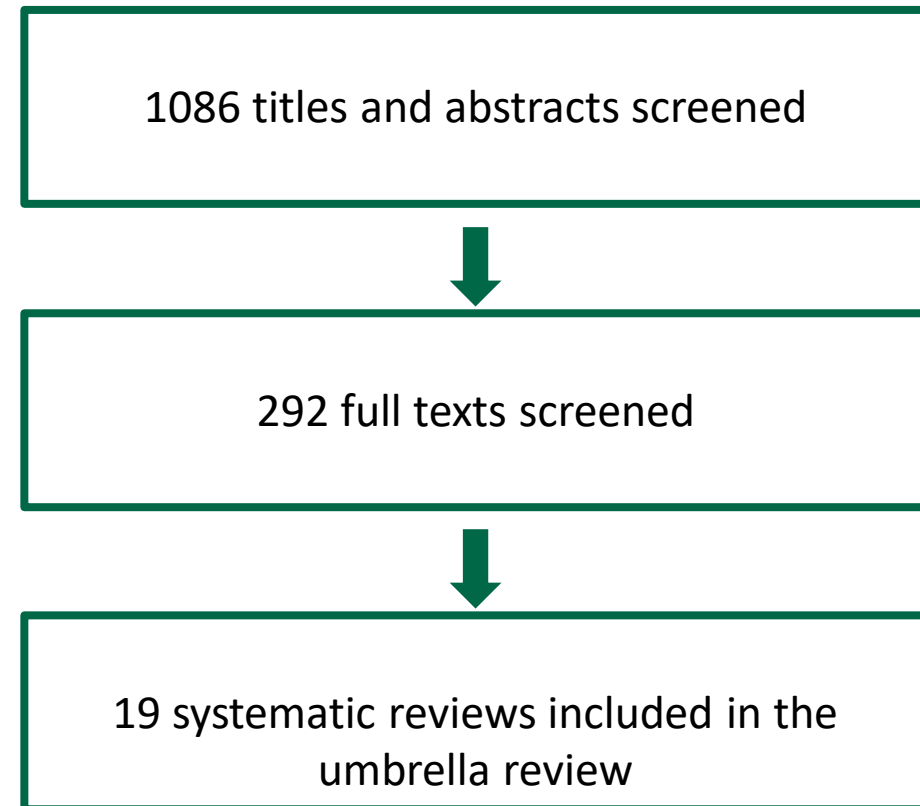 1086 titles and abstracts screened
292 full texts screened
19 systematic reviews included in the
umbrella review